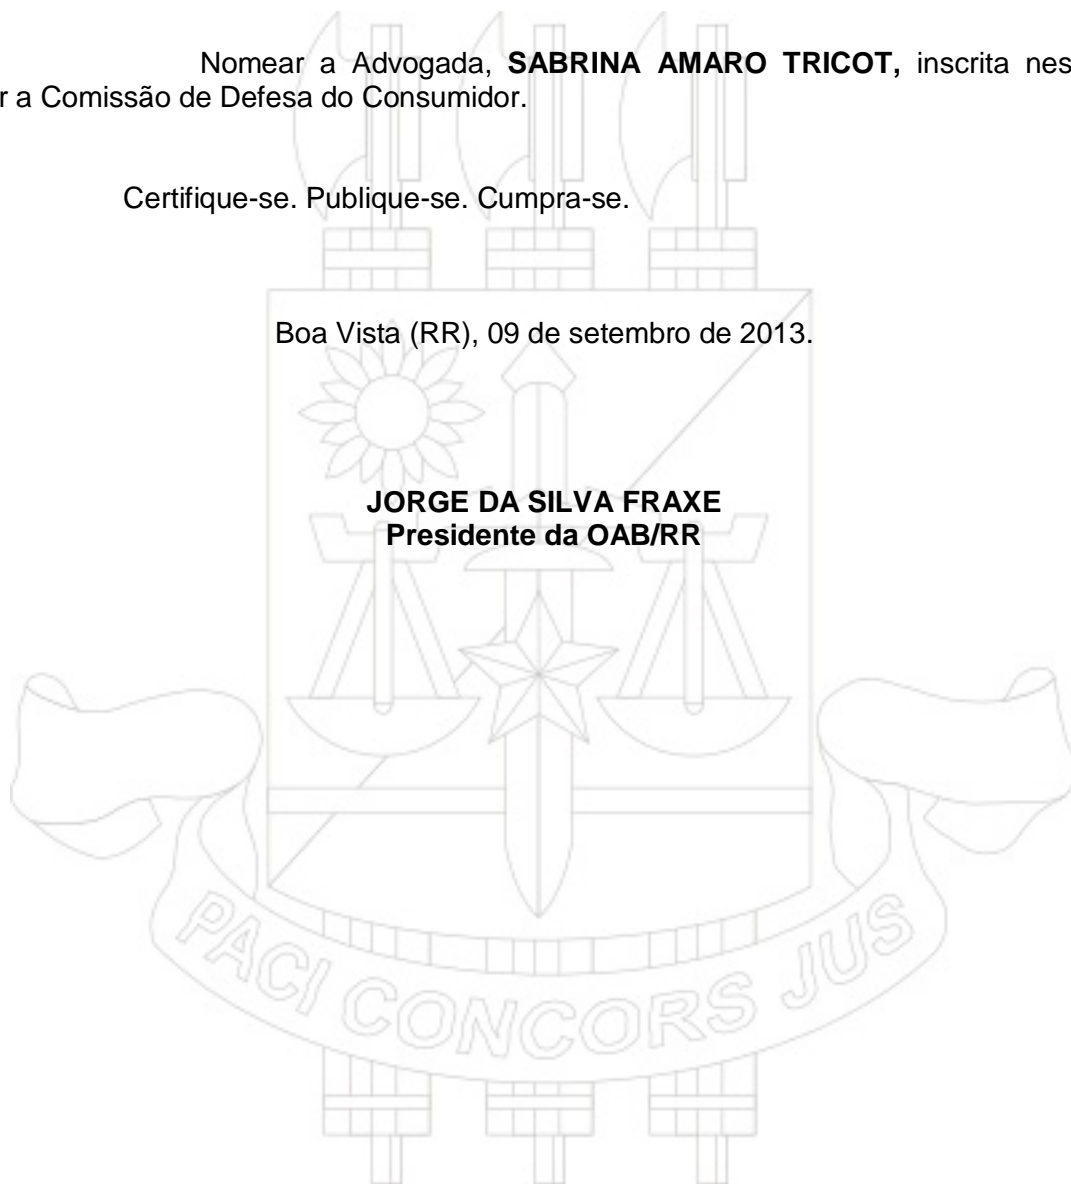 Nomear a Advogada, SABRINA AMARO TRICOT, inscrita nes
r a Comissão de Defesa do Consumidor.
Certifique-se. Publique-se. Cumpra-se.
Boa Vista (RR), 09 de setembro de 2013.
JORGE DA SILVA FRAXE
Presidente da OAB/RR
PACI CONCORS JUS